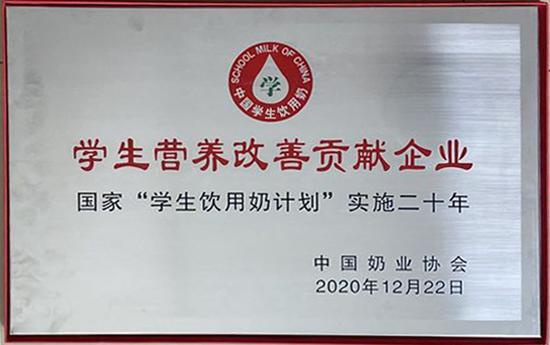 SCHOOL MILK OF CHINA
学
中国学生饮用奶
学生营养改善贡献企业
国家“学生饮用奶计划”实施二十年
中国奶业协会
2020年12月22日